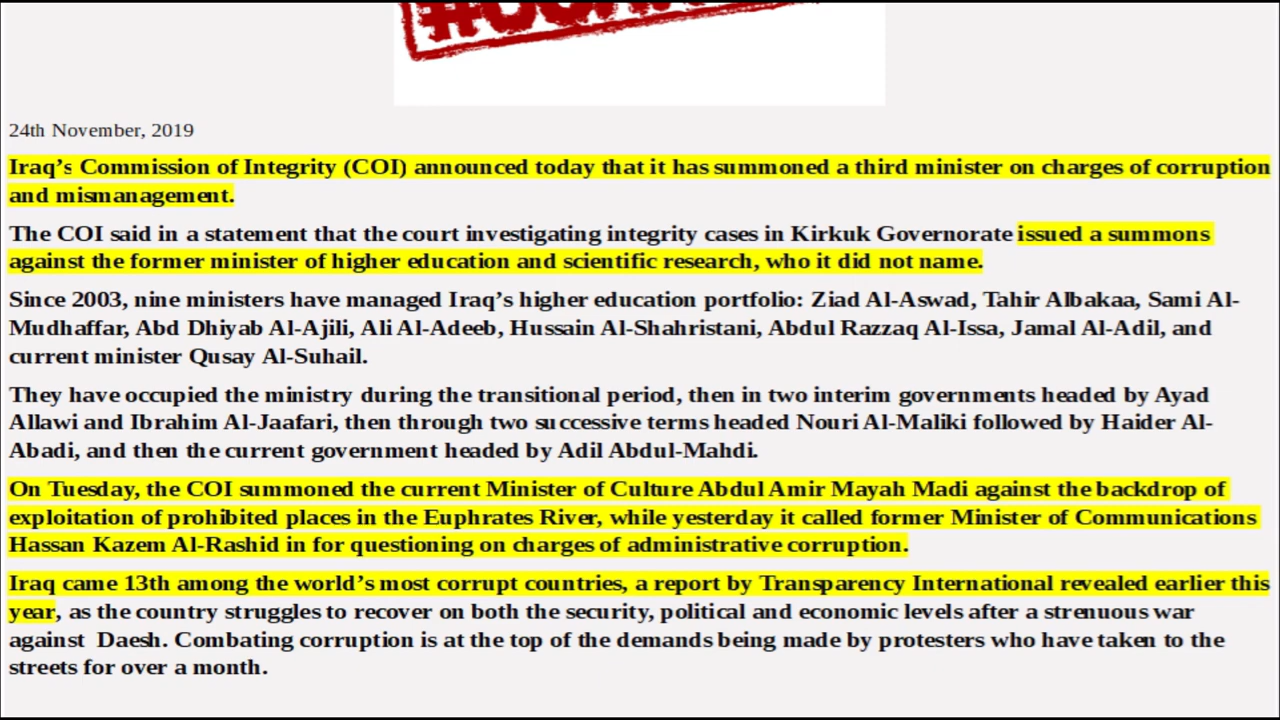 24th November, 2019
Iraq’s Commission of Integrity (COI) announced today that it has summoned a third minister on charges of corruption
and mismanagement.
The COI said in a statement that the court investigating integrity cases in Kirkuk Governorate issued a summons
against the former minister of higher education and scientific research, who it did not name.
Since 2003, nine ministers have managed Iraq’s higher education portfolio: Ziad Al-Aswad, Tahir Albakaa, Sami Al-
Mudhaffar, Abd Dhiyab Al-Ajili, Ali Al-Adeeb, Hussain Al-Shahristani, Abdul Razzaq Al-Issa, Jamal Al-Adil, and
current minister Qusay Al-Suhail.
They have occupied the ministry during the transitional period, then in two interim governments headed by Ayad
Allawi and Ibrahim Al-Jaafari, then through two successive terms headed Nouri Al-Maliki followed by Haider Al-
Abadi, and then the current government headed by Adil Abdul-Mahdi.
On Tuesday, the COI summoned the current Minister of Culture Abdul Amir Mayah Madi against the backdrop of
exploitation of prohibited places in the Euphrates River, while yesterday it called former Minister of Communications
Hassan Kazem Al-Rashid in for questioning on charges of administrative corruption.
Iraq came 13th among the world’s most corrupt countries, a report by Transparency International revealed earlier this
year, as the country struggles to recover on both the security, political and economic levels after a strenuous war
against Daesh. Combating corruption is at the top of the demands being made by protesters who have taken to the
streets for over a month.